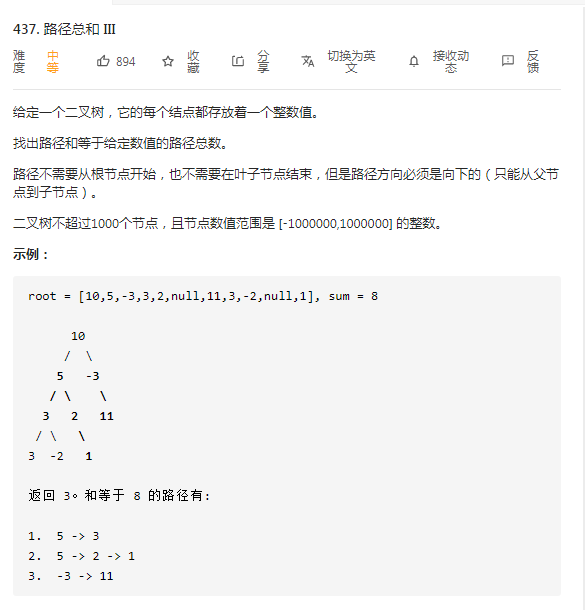 437. 路径总和 III
难度 中等 894 收藏 分享 切换为英文 接收动态 反馈
给定一个二叉树，它的每个结点都存放着一个整数值。
找出路径和等于给定数值的路径总数。
路径不需要从根节点开始，也不需要在叶子节点结束，但是路径方向必须是向下的（只能从父节
点到子节点）。
二叉树不超过1000个节点，且节点数值范围是 [-1000000,1000000] 的整数。
示例：
root = [10,5,-3,3,2,null,11,3,-2,null,1], sum = 8
10
/ \
5 -3
/ \ \
3 2 11
/ \ \
3 -2 1
返回 3。和等于 8 的路径有:
1. 5 -> 3
2. 5 -> 2 -> 1
3. -3 -> 11